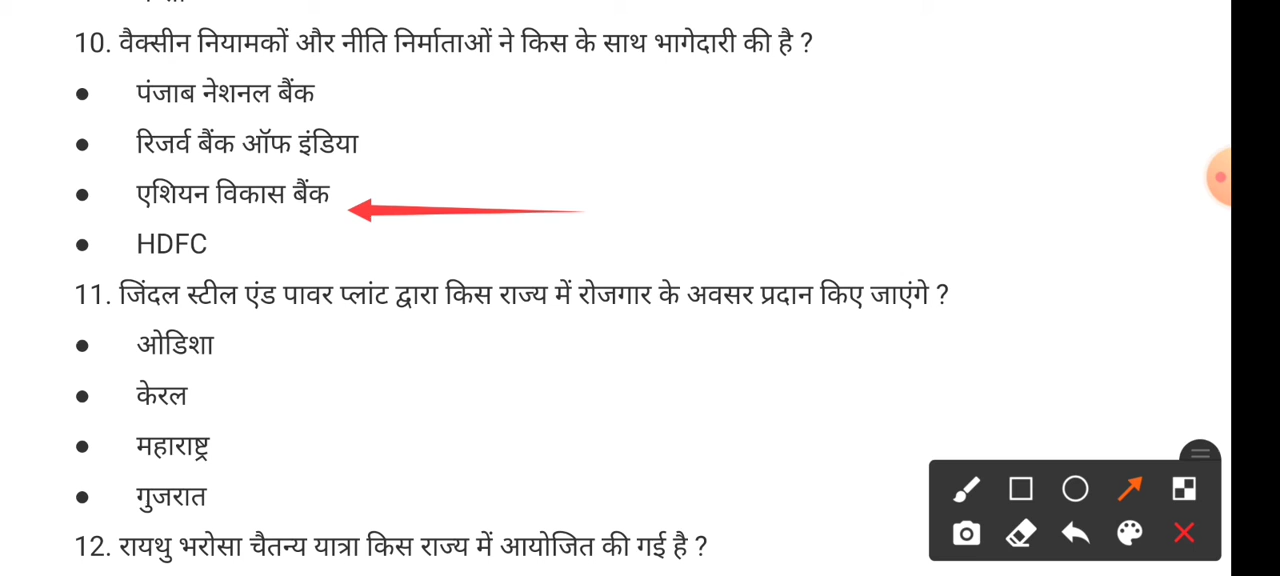 10. वैक्सीन नियामकों और नीति निर्माताओं ने किस के साथ भागेदारी की है ?
● पंजाब नेशनल बैंक
● रिजर्व बैंक ऑफ इंडिया
● एशियन विकास बैंक
● HDFC
11. जिंदल स्टील एंड पावर प्लांट द्वारा किस राज्य में रोजगार के अवसर प्रदान किए जाएंगे ?
● ओडिशा
● केरल
● महाराष्ट्र
● गुजरात
12. रायथु भरोसा चैतन्य यात्रा किस राज्य में आयोजित की गई है ?